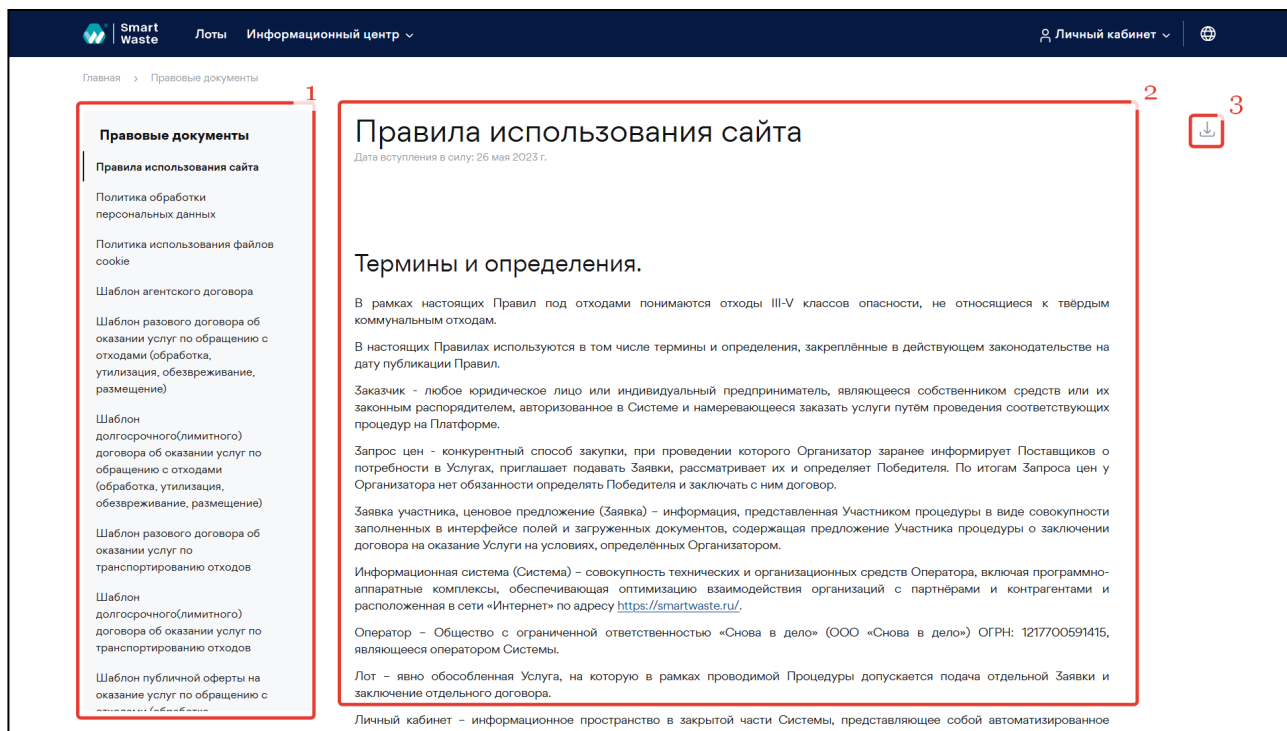 Smart
Waste
Лоты
Информационный центр
Личный кабинет
Главная > Правовые документы
1
Правовые документы
Правила использования сайта
Политика обработки
персональных данных
Политика использования файлов
cookie
Шаблон агентского договора
Шаблон разового договора об
оказании услуг по обращению с
отходами (обработка,
утилизация, обезвреживание,
размещение)
Шаблон
долгосрочного(лимитного)
договора об оказании услуг по
обращению с отходами
(обработка, утилизация,
обезвреживание, размещение)
Шаблон разового договора об
оказании услуг по
транспортированию отходов
Шаблон
долгосрочного(лимитного)
договора об оказании услуг по
транспортированию отходов
Шаблон публичной оферты на
оказание услуг по обращению с
отходами (обработка,
2
Правила использования сайта
Дата вступления в силу: 26 мая 2023 г.
Термины и определения.
В рамках настоящих Правил под отходами понимаются отходы III-V классов опасности, не относящиеся к твёрдым
коммунальным отходам.
В настоящих Правилах используются в том числе термины и определения, закреплённые в действующем законодательстве на
дату публикации Правил.
Заказчик - любое юридическое лицо или индивидуальный предприниматель, являющееся собственником средств или их
законным распорядителем, авторизованное в Системе и намеревающееся заказать услуги путём проведения соответствующих
процедур на Платформе.
Запрос цен - конкурентный способ закупки, при проведении которого Организатор заранее информирует Поставщиков о
потребности в Услугах, приглашает подавать Заявки, рассматривает их и определяет Победителя. По итогам Запроса цен у
Организатора нет обязанности определять Победителя и заключать с ним договор.
Заявка участника, ценовое предложение (Заявка) – информация, представленная Участником процедуры в виде совокупности
заполненных в интерфейсе полей и загруженных документов, содержащая предложение Участника процедуры о заключении
договора на оказание Услуги на условиях, определённых Организатором.
Информационная система (Система) – совокупность технических и организационных средств Оператора, включая программно-
аппаратные комплексы, обеспечивающая оптимизацию взаимодействия организаций с партнёрами и контрагентами и
расположенная в сети «Интернет» по адресу https://smartwaste.ru/.
Оператор – Общество с ограниченной ответственностью «Снова в дело» (ООО «Снова в дело») ОГРН: 1217700591415,
являющееся оператором Системы.
Лот – явно обособленная Услуга, на которую в рамках проводимой Процедуры допускается подача отдельной Заявки и
заключение отдельного договора.
Личный кабинет – информационное пространство в закрытой части Системы, представляющее собой автоматизированное
3